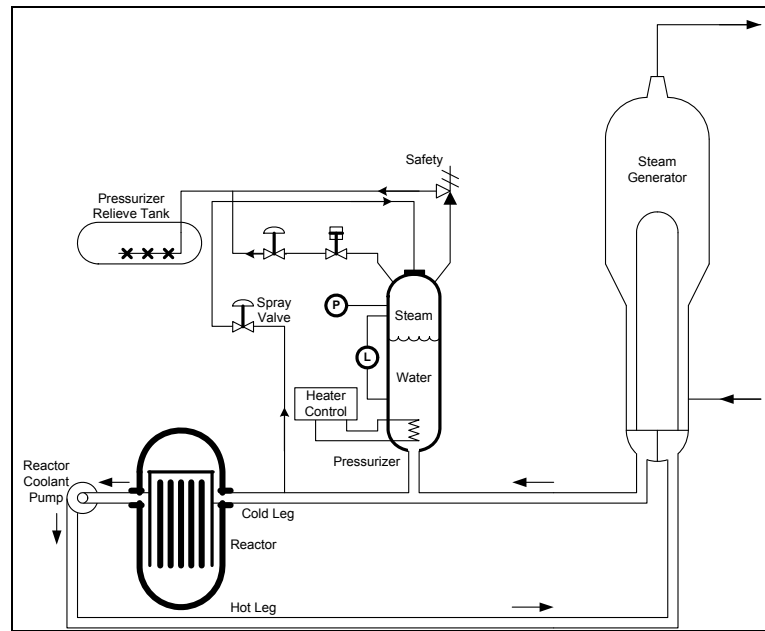 Safety
Steam
Generator
Pressurizer
Relieve Tank
Spray
Valve
P
Steam
L
Water
Heater
Control
Pressurizer
Reactor
Coolant
Pump
Cold Leg
Reactor
Hot Leg